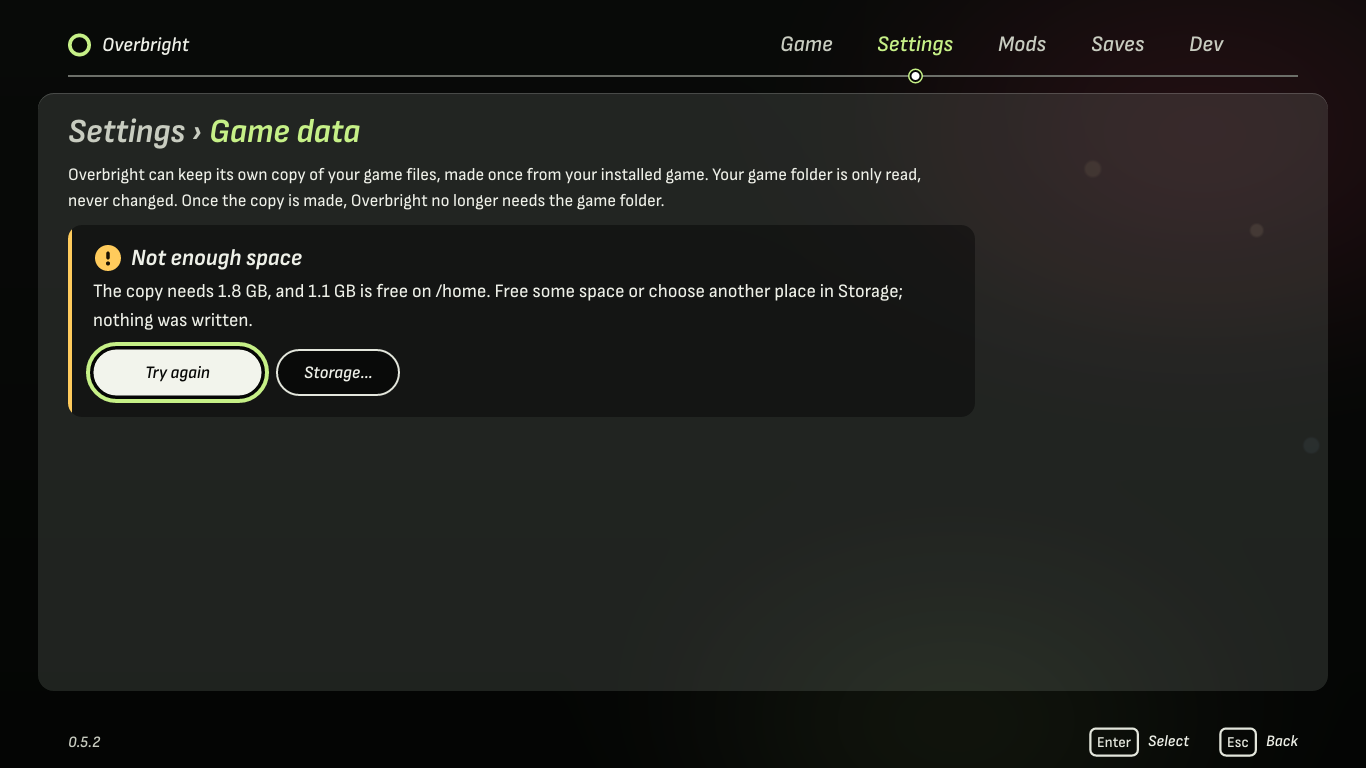 Overbright
Game Settings Mods Saves Dev
Settings › Game data
Overbright can keep its own copy of your game files, made once from your installed game. Your game folder is only read,
never changed. Once the copy is made, Overbright no longer needs the game folder.
Not enough space
The copy needs 1.8 GB, and 1.1 GB is free on /home. Free some space or choose another place in Storage;
nothing was written.
Try again Storage...
0.5.2
Enter Select Esc Back